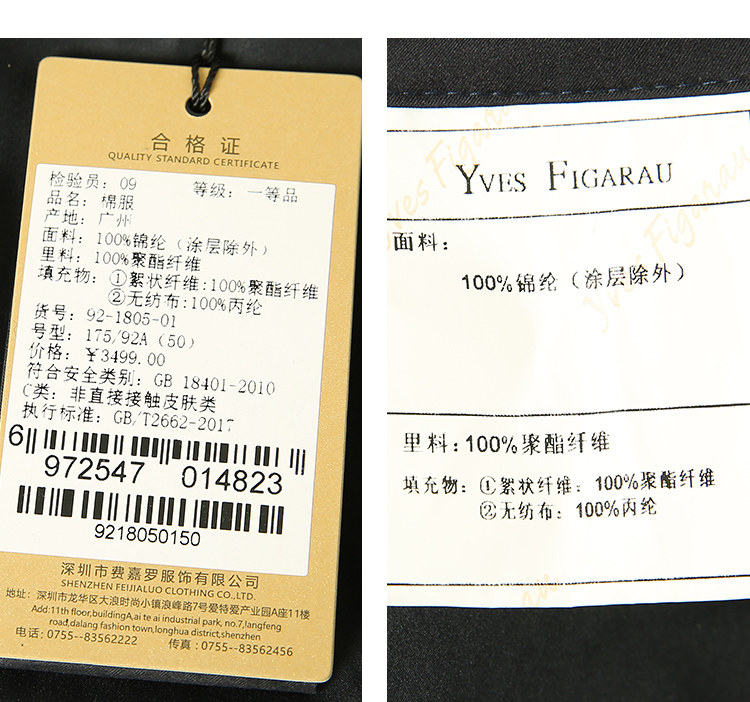 合格证
QUALITY STANDARD CERTIFICATE
检验员: 09 等级: 一等品
品名: 棉服
产地: 广州
面料: 100%锦纶（涂层除外）
里料: 100%聚酯纤维
填充物: ①絮状纤维:100%聚酯纤维
②无纺布:100%丙纶
货号: 92-1805-01
号型: 175/92A（50）
价格: ￥3499.00
符合安全类别: GB 18401-2010
C类: 非直接接触皮肤类
执行标准: GB/T2662-2017
6 972547 014823
9218050150
深圳市费嘉罗服饰有限公司
SHENZHEN FEIJIALUO CLOTHING CO.,LTD.
地址: 深圳市龙华区大浪时尚小镇浪峰路7号爱特爱产业园A座11楼
Add:11th floor,buildingA,ai te ai industrial park, no.7,langfeng
road,dalang fashion town,longhua district,shenzhen
电话: 0755--83562222 传真: 0755--83566456
YVES FIGARAU
面料:
100%锦纶（涂层除外）
里料:100%聚酯纤维
填充物: ①絮状纤维: 100%聚酯纤维
②无纺布: 100%丙纶
Yves Figarau
Yves Figarau